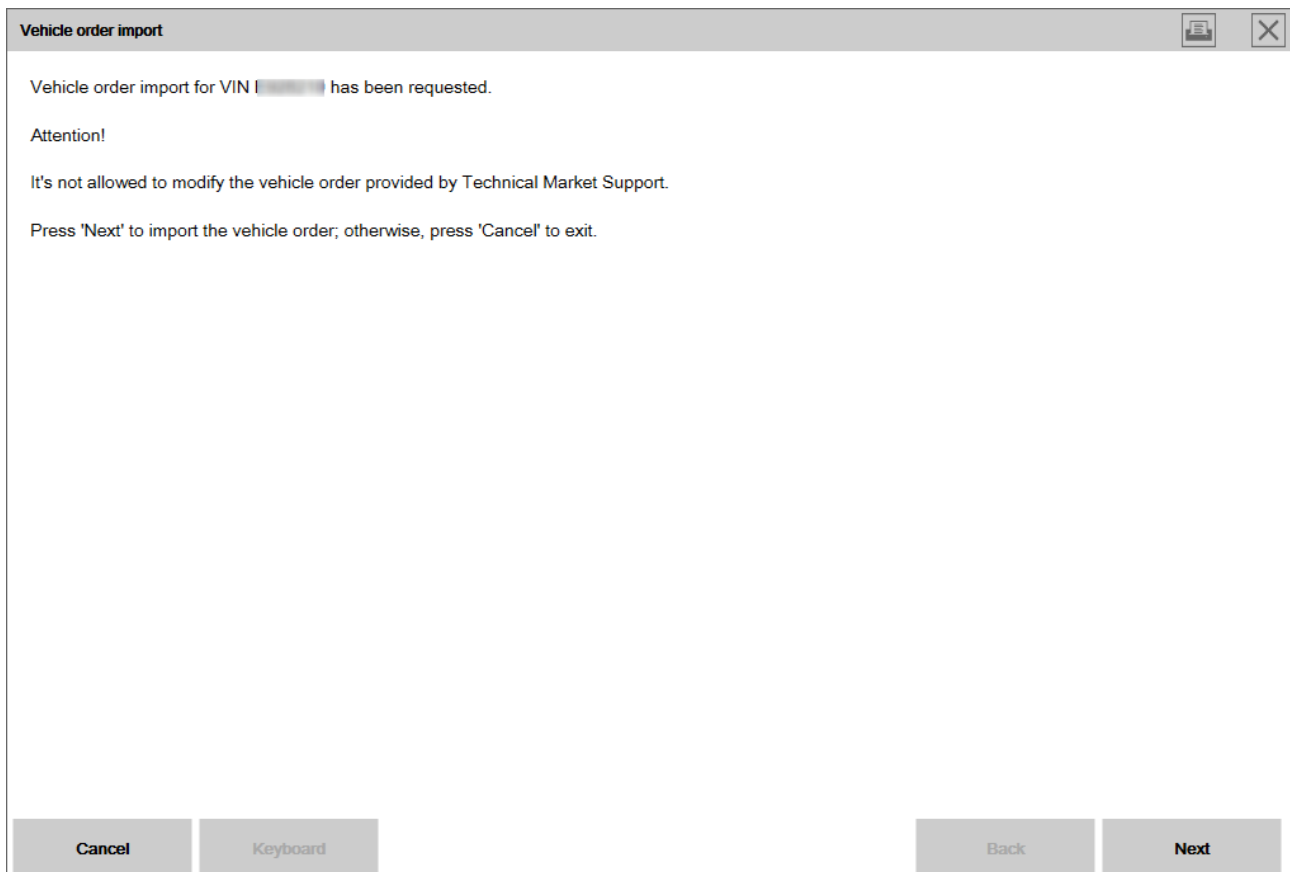 Vehicle order import
Vehicle order import for VIN has been requested.
Attention!
It's not allowed to modify the vehicle order provided by Technical Market Support.
Press 'Next' to import the vehicle order; otherwise, press 'Cancel' to exit.
Cancel Keyboard Back Next